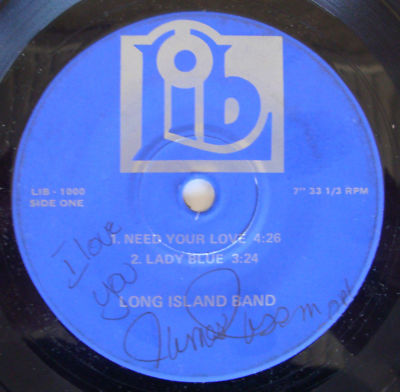 Lib
LIB - 1000
SIDE ONE
7" 33 1/3 RPM
1. NEED YOUR LOVE 4:26
2. LADY BLUE 3:24
LONG ISLAND BAND
I love
you